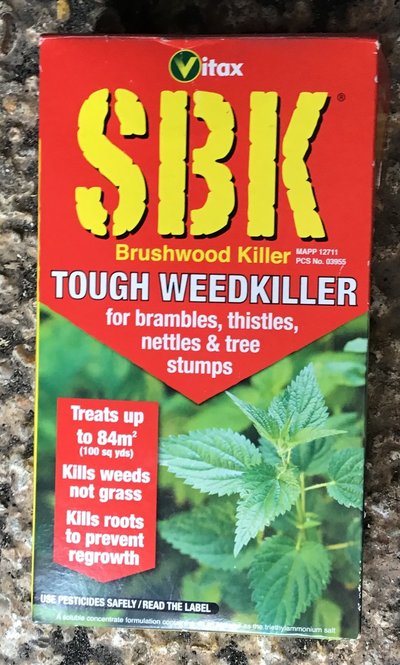 Vitax
SBK®
Brushwood Killer
MAPP 12711
PCS No. 03955
TOUGH WEEDKILLER
for brambles, thistles,
nettles & tree
stumps
Treats up
to 84m²
(100 sq yds)
Kills weeds
not grass
Kills roots
to prevent
regrowth
USE PESTICIDES SAFELY / READ THE LABEL
A soluble concentrate formulation as the triethylammonium salt